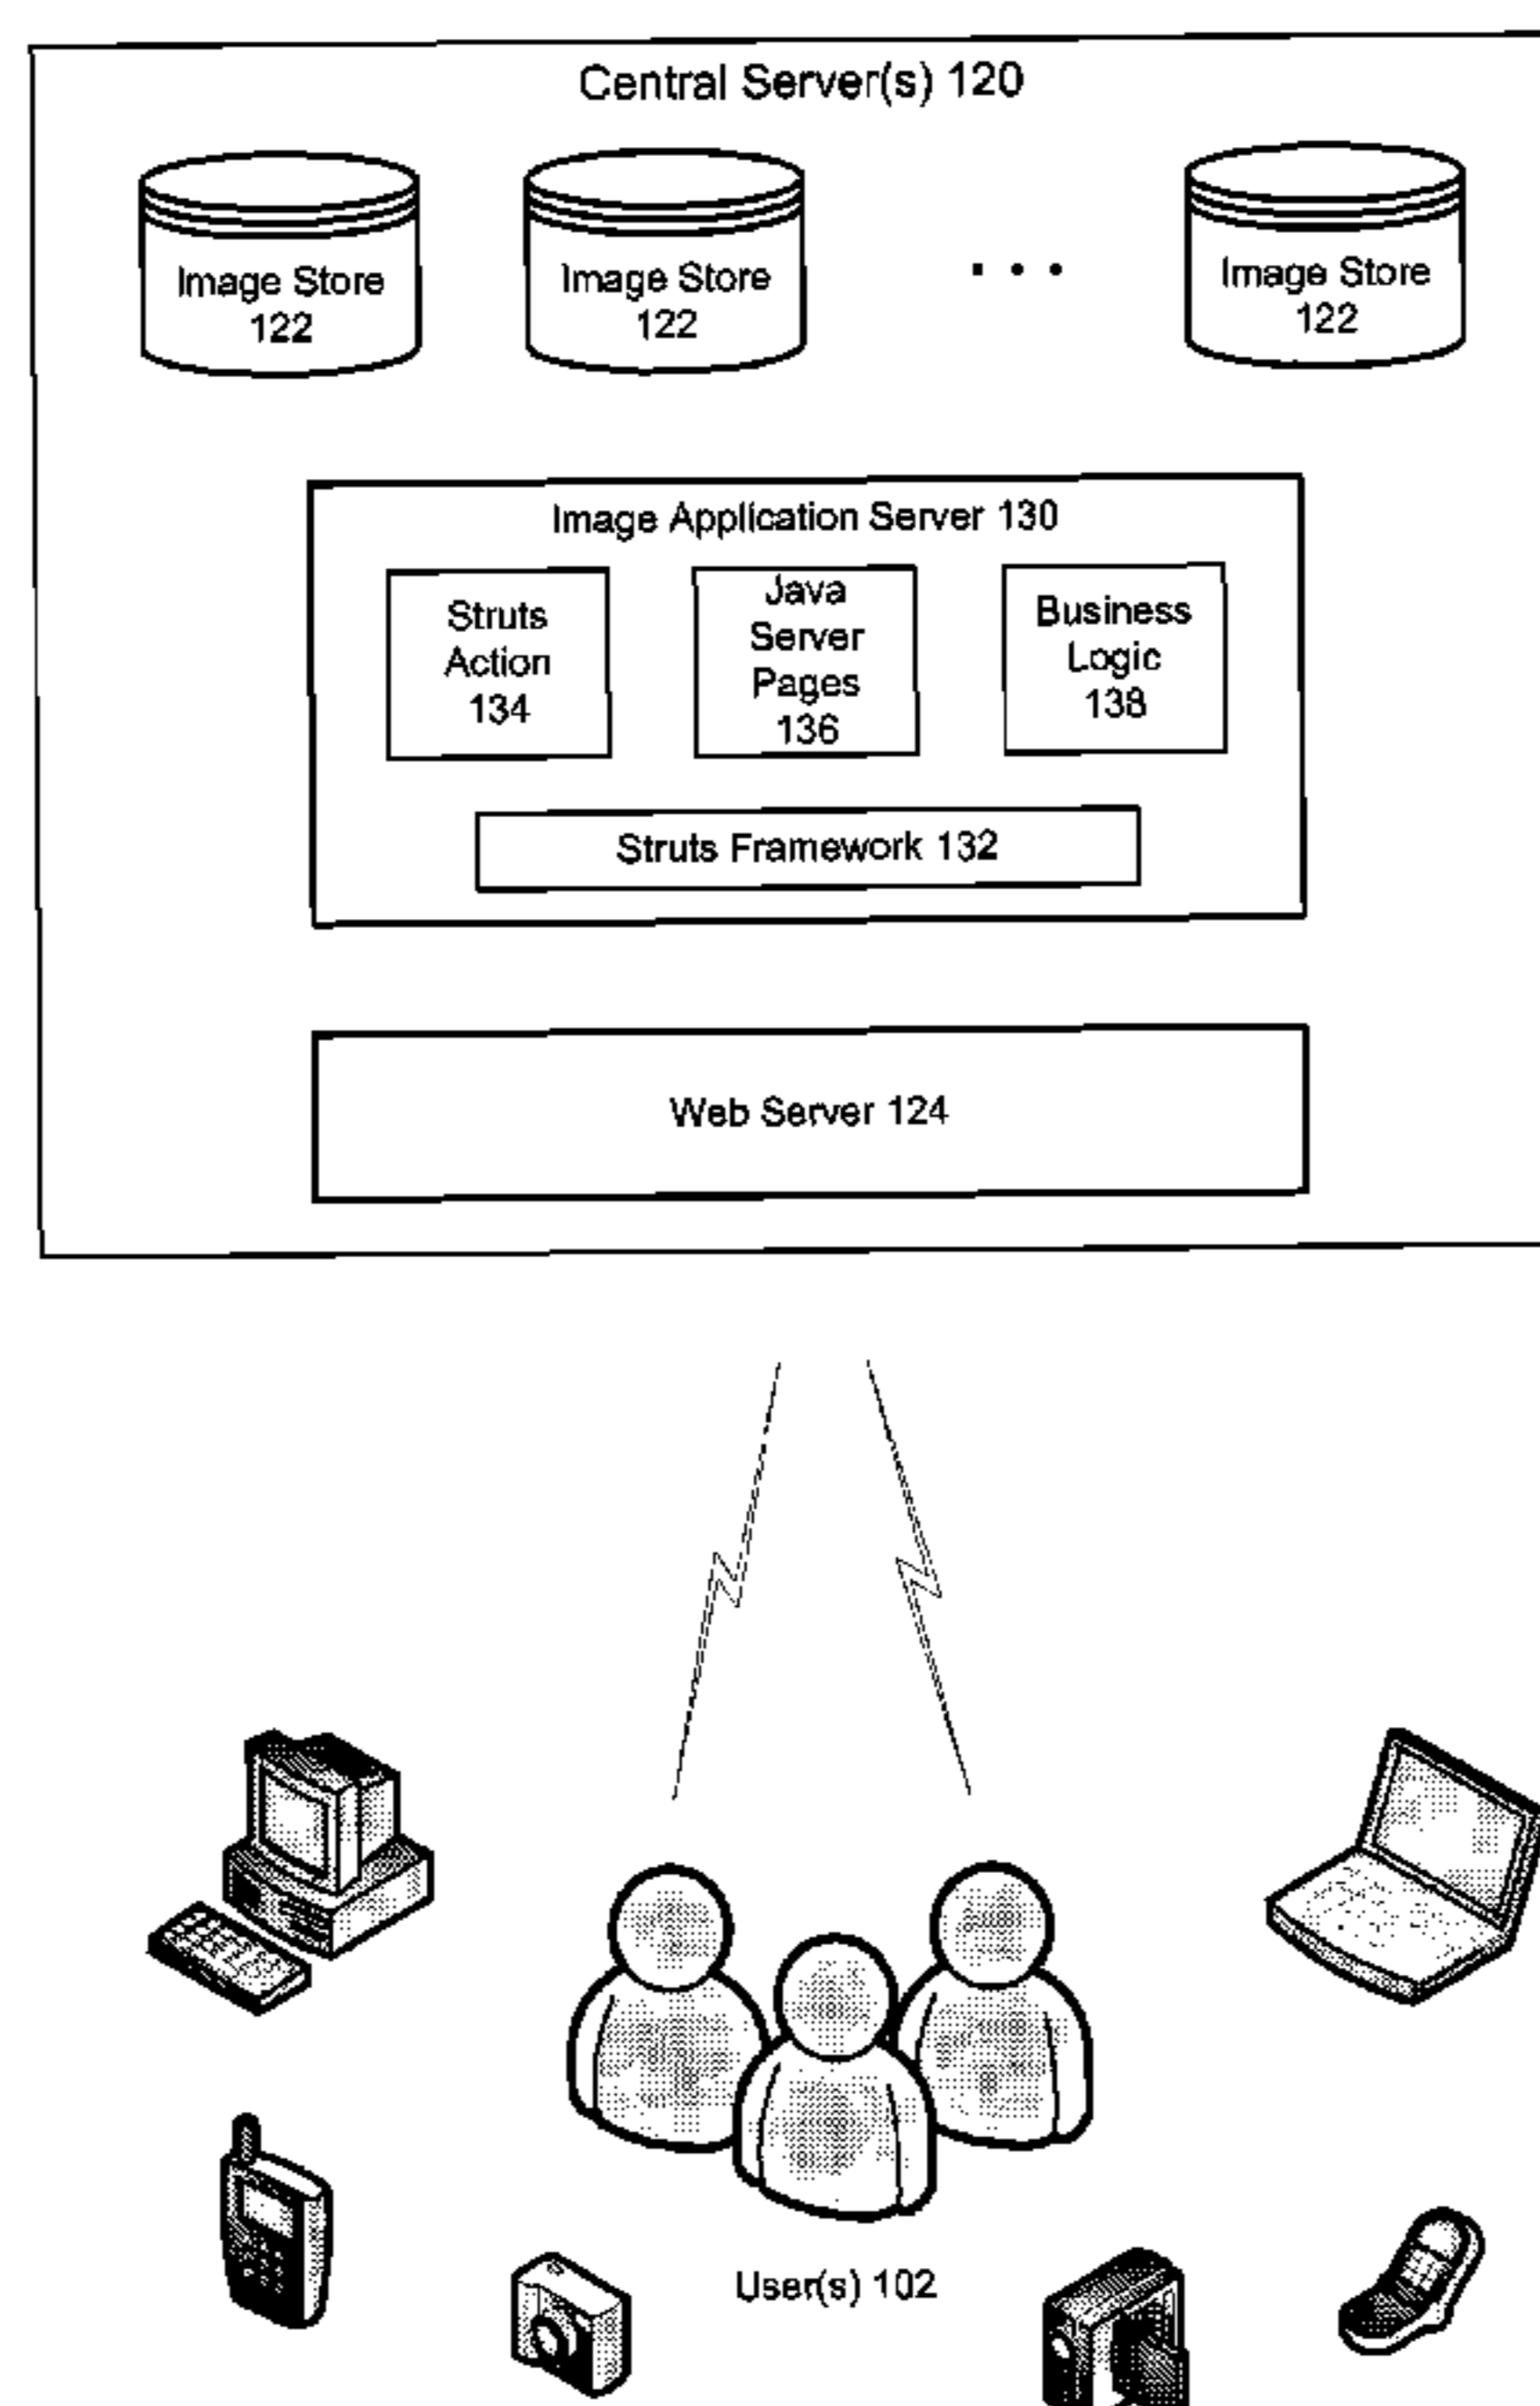 Central Server(s) 120
Image Store
122
Image Store
122
Image Store
122
Image Application Server 130
Struts
Action
134
Java
Server
Pages
136
Business
Logic
138
Struts Framework 132
Web Server 124
User(s) 102